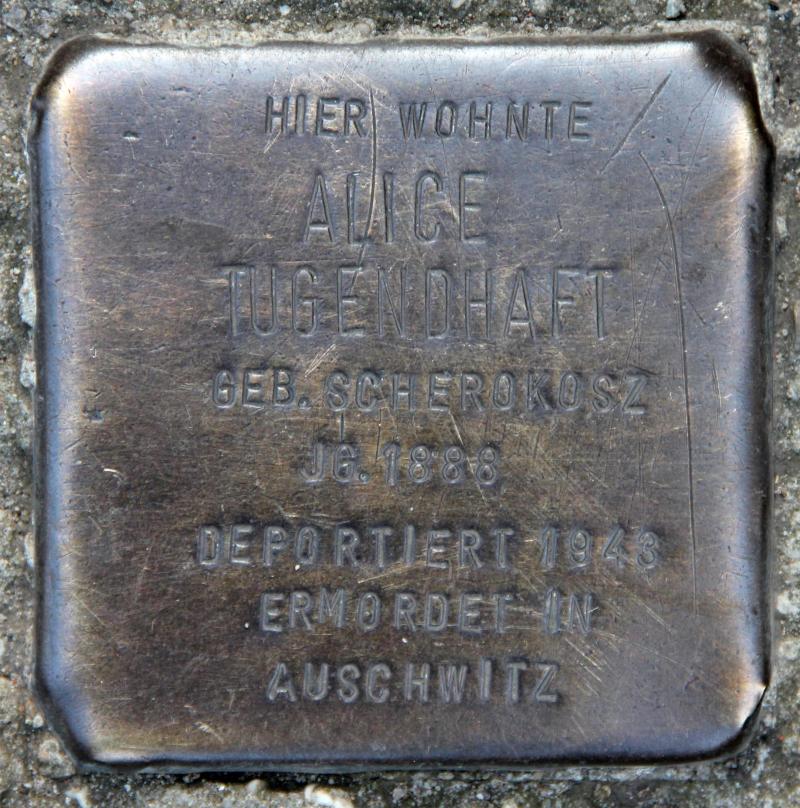 HIER WOHNTE
ALICE
TUGENDHAFT
GEB. SCHEROKOSZ
JG. 1888
DEPORTIERT 1943
ERMORDET IN
AUSCHWITZ